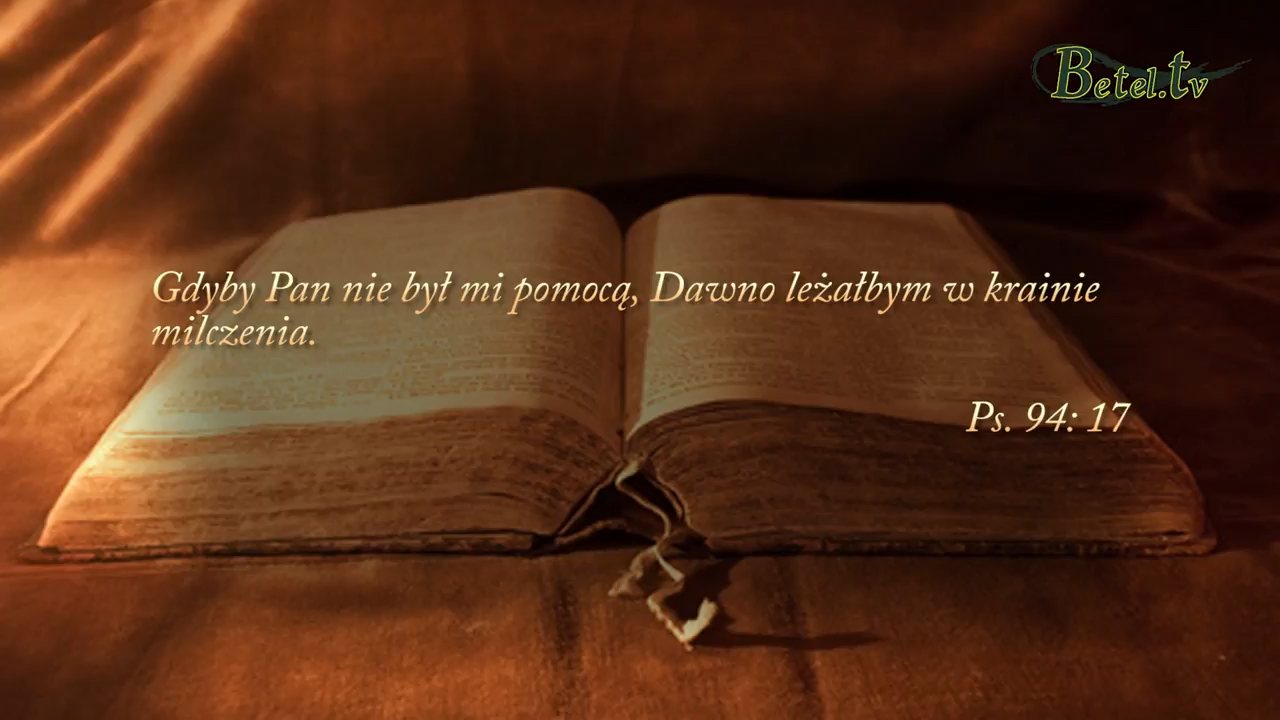 Betel.tv
Gdyby Pan nie był mi pomocą, Dawno leżałbym w krainie
milczenia.
Ps. 94: 17